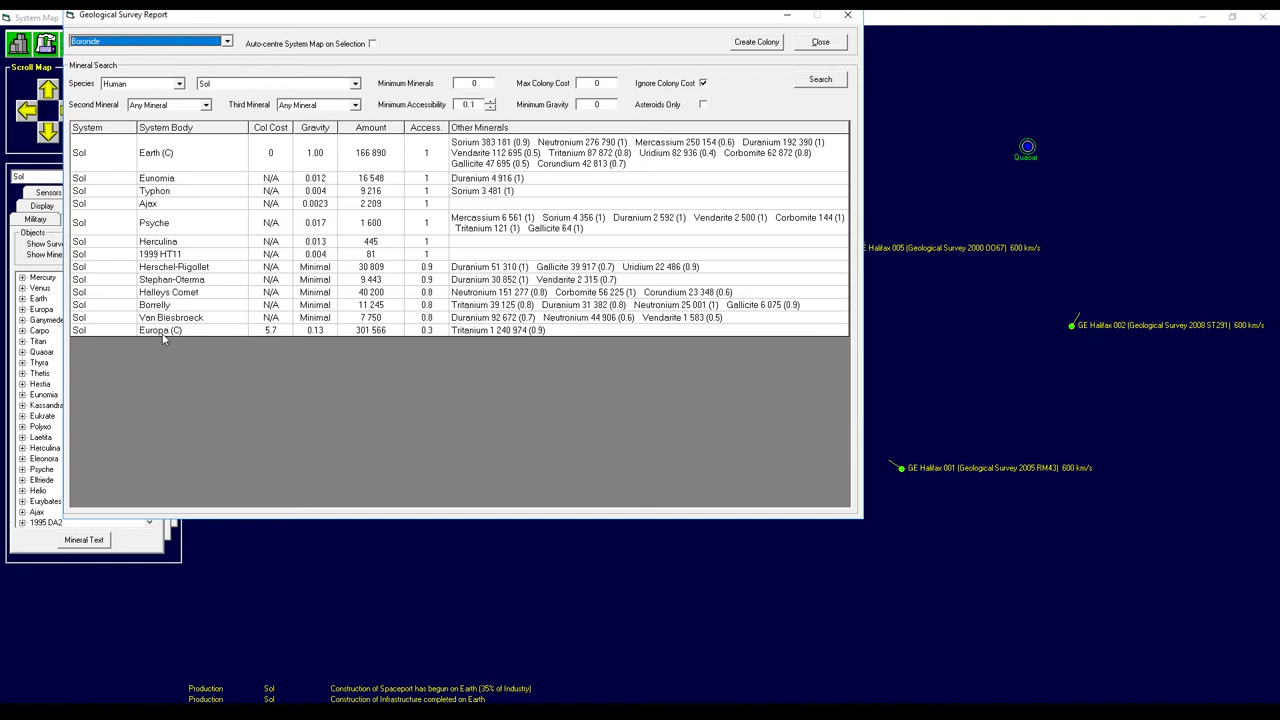 System Map
Geological Survey Report
Boronide
Auto-centre System Map on Selection
Create Colony
Close
Scroll Map
Mineral Search
Species Human Sol Minimum Minerals 0 Max Colony Cost 0 Ignore Colony Cost Search
Second Mineral Any Mineral Third Mineral Any Mineral Minimum Accessibility 0.1 Minimum Gravity 0 Asteroids Only
System System Body Col Cost Gravity Amount Access. Other Minerals
Sol Earth (C) 0 1.00 166 890 1 Sorium 383 181 (0.9) Neutronium 276 790 (1) Mercassium 250 154 (0.6) Duranium 192 390 (1)
Vendarite 112 695 (0.5) Tritanium 87 872 (0.8) Uridium 82 936 (0.4) Corbomite 62 872 (0.8)
Gallicite 47 695 (0.5) Corundium 42 813 (0.7)
Sol Eunomia N/A 0.012 16 548 1 Duranium 4 916 (1)
Sol Typhon N/A 0.004 9 216 1 Sorium 3 481 (1)
Sol Ajax N/A 0.0023 2 209 1
Sol Psyche N/A 0.017 1 600 1 Mercassium 6 561 (1) Sorium 4 356 (1) Duranium 2 592 (1) Vendarite 2 500 (1) Corbomite 144 (1)
Tritanium 121 (1) Gallicite 64 (1)
Sol Herculina N/A 0.013 445 1
Sol 1999 HT11 N/A 0.004 81 1
Sol Herschel-Rigollet N/A Minimal 30 809 0.9 Duranium 51 310 (1) Gallicite 39 917 (0.7) Uridium 22 486 (0.9)
Sol Stephan-Oterma N/A Minimal 9 443 0.9 Duranium 30 852 (1) Vendarite 2 315 (0.7)
Sol Halleys Comet N/A Minimal 40 200 0.8 Neutronium 151 277 (0.8) Corbomite 56 225 (1) Corundium 23 348 (0.6)
Sol Borrelly N/A Minimal 11 245 0.8 Tritanium 39 125 (0.8) Duranium 31 382 (0.9) Neutronium 25 001 (1) Gallicite 6 075 (0.9)
Sol Van Biesbroeck N/A Minimal 7 750 0.8 Duranium 92 672 (0.7) Neutronium 44 906 (0.6) Vendarite 1 583 (0.5)
Sol Europa (C) 5.7 0.13 301 566 0.3 Tritanium 1 240 974 (0.9)
Sol
Sensors
Display
Military
Objects
Show Surv
Show Mine
Mercury
Venus
Earth
Europa
Ganymede
Carpo
Titan
Quaoar
Thyra
Thetis
Hestia
Eunomia
Kassandra
Eukrate
Polyxo
Laetita
Herculina
Eleonora
Psyche
Elfriede
Helio
Eurybates
Ajax
1995 DA2
Mineral Text
Quaoar
GE Halifax 005 (Geological Survey 2000 OO67) 600 km/s
GE Halifax 002 (Geological Survey 2008 ST291) 600 km/s
GE Halifax 001 (Geological Survey 2005 RM43) 600 km/s
Production Sol Construction of Spaceport has begun on Earth (35% of Industry)
Production Sol Construction of Infrastructure completed on Earth